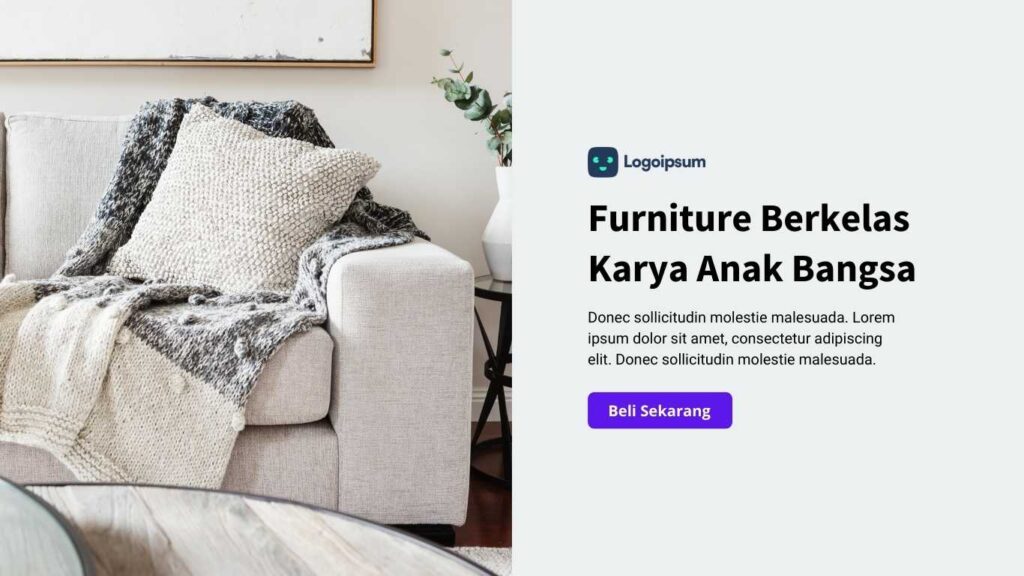 Logoipsum
Furniture Berkelas
Karya Anak Bangsa
Donec sollicitudin molestie malesuada. Lorem
ipsum dolor sit amet, consectetur adipiscing
elit. Donec sollicitudin molestie malesuada.
Beli Sekarang